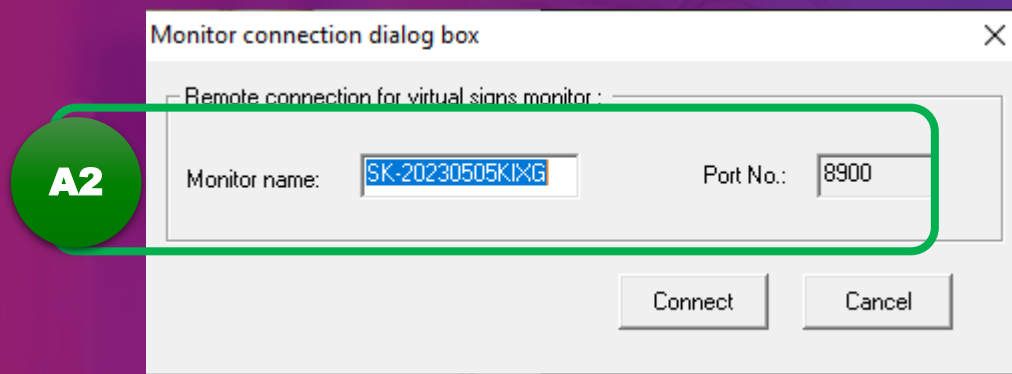 Monitor connection dialog box
Remote connection for virtual signs monitor :
A2
Monitor name: SK-20230505KIXG Port No.: 8900
Connect Cancel